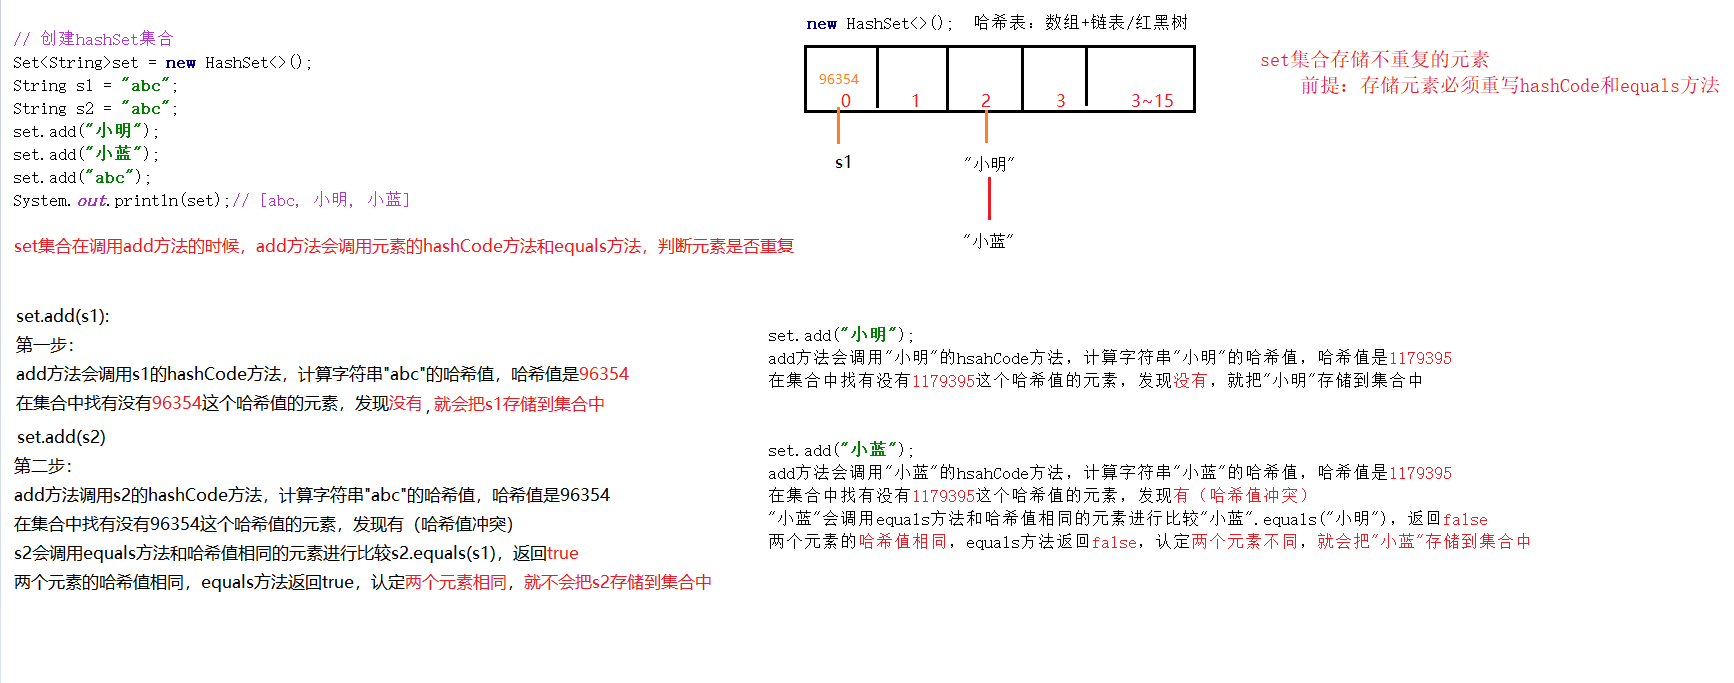 // 创建hashSet集合
Set<String>set = new HashSet<>();
String s1 = "abc";
String s2 = "abc";
set.add("小明");
set.add("小蓝");
set.add("abc");
System.out.println(set);// [abc, 小明, 小蓝]
set集合在调用add方法的时候，add方法会调用元素的hashCode方法和equals方法，判断元素是否重复
new HashSet<>(); 哈希表：数组+链表/红黑树
96354
0 1 2 3 3~15
s1
"小明"
"小蓝"
set集合存储不重复的元素
前提：存储元素必须重写hashCode和equals方法
set.add(s1):
第一步：
add方法会调用s1的hashCode方法，计算字符串"abc"的哈希值，哈希值是96354
在集合中找有没有96354这个哈希值的元素，发现没有,就会把s1存储到集合中
set.add(s2)
第二步：
add方法调用s2的hashCode方法，计算字符串"abc"的哈希值，哈希值是96354
在集合中找有没有96354这个哈希值的元素，发现有（哈希值冲突）
s2会调用equals方法和哈希值相同的元素进行比较s2.equals(s1)，返回true
两个元素的哈希值相同，equals方法返回true，认定两个元素相同，就不会把s2存储到集合中
set.add("小明");
add方法会调用"小明"的hsahCode方法，计算字符串"小明"的哈希值，哈希值是1179395
在集合中找有没有1179395这个哈希值的元素，发现没有，就把"小明"存储到集合中
set.add("小蓝");
add方法会调用"小蓝"的hsahCode方法，计算字符串"小蓝"的哈希值，哈希值是1179395
在集合中找有没有1179395这个哈希值的元素，发现有（哈希值冲突）
"小蓝"会调用equals方法和哈希值相同的元素进行比较"小蓝".equals("小明")，返回false
两个元素的哈希值相同，equals方法返回false，认定两个元素不同，就会把"小蓝"存储到集合中